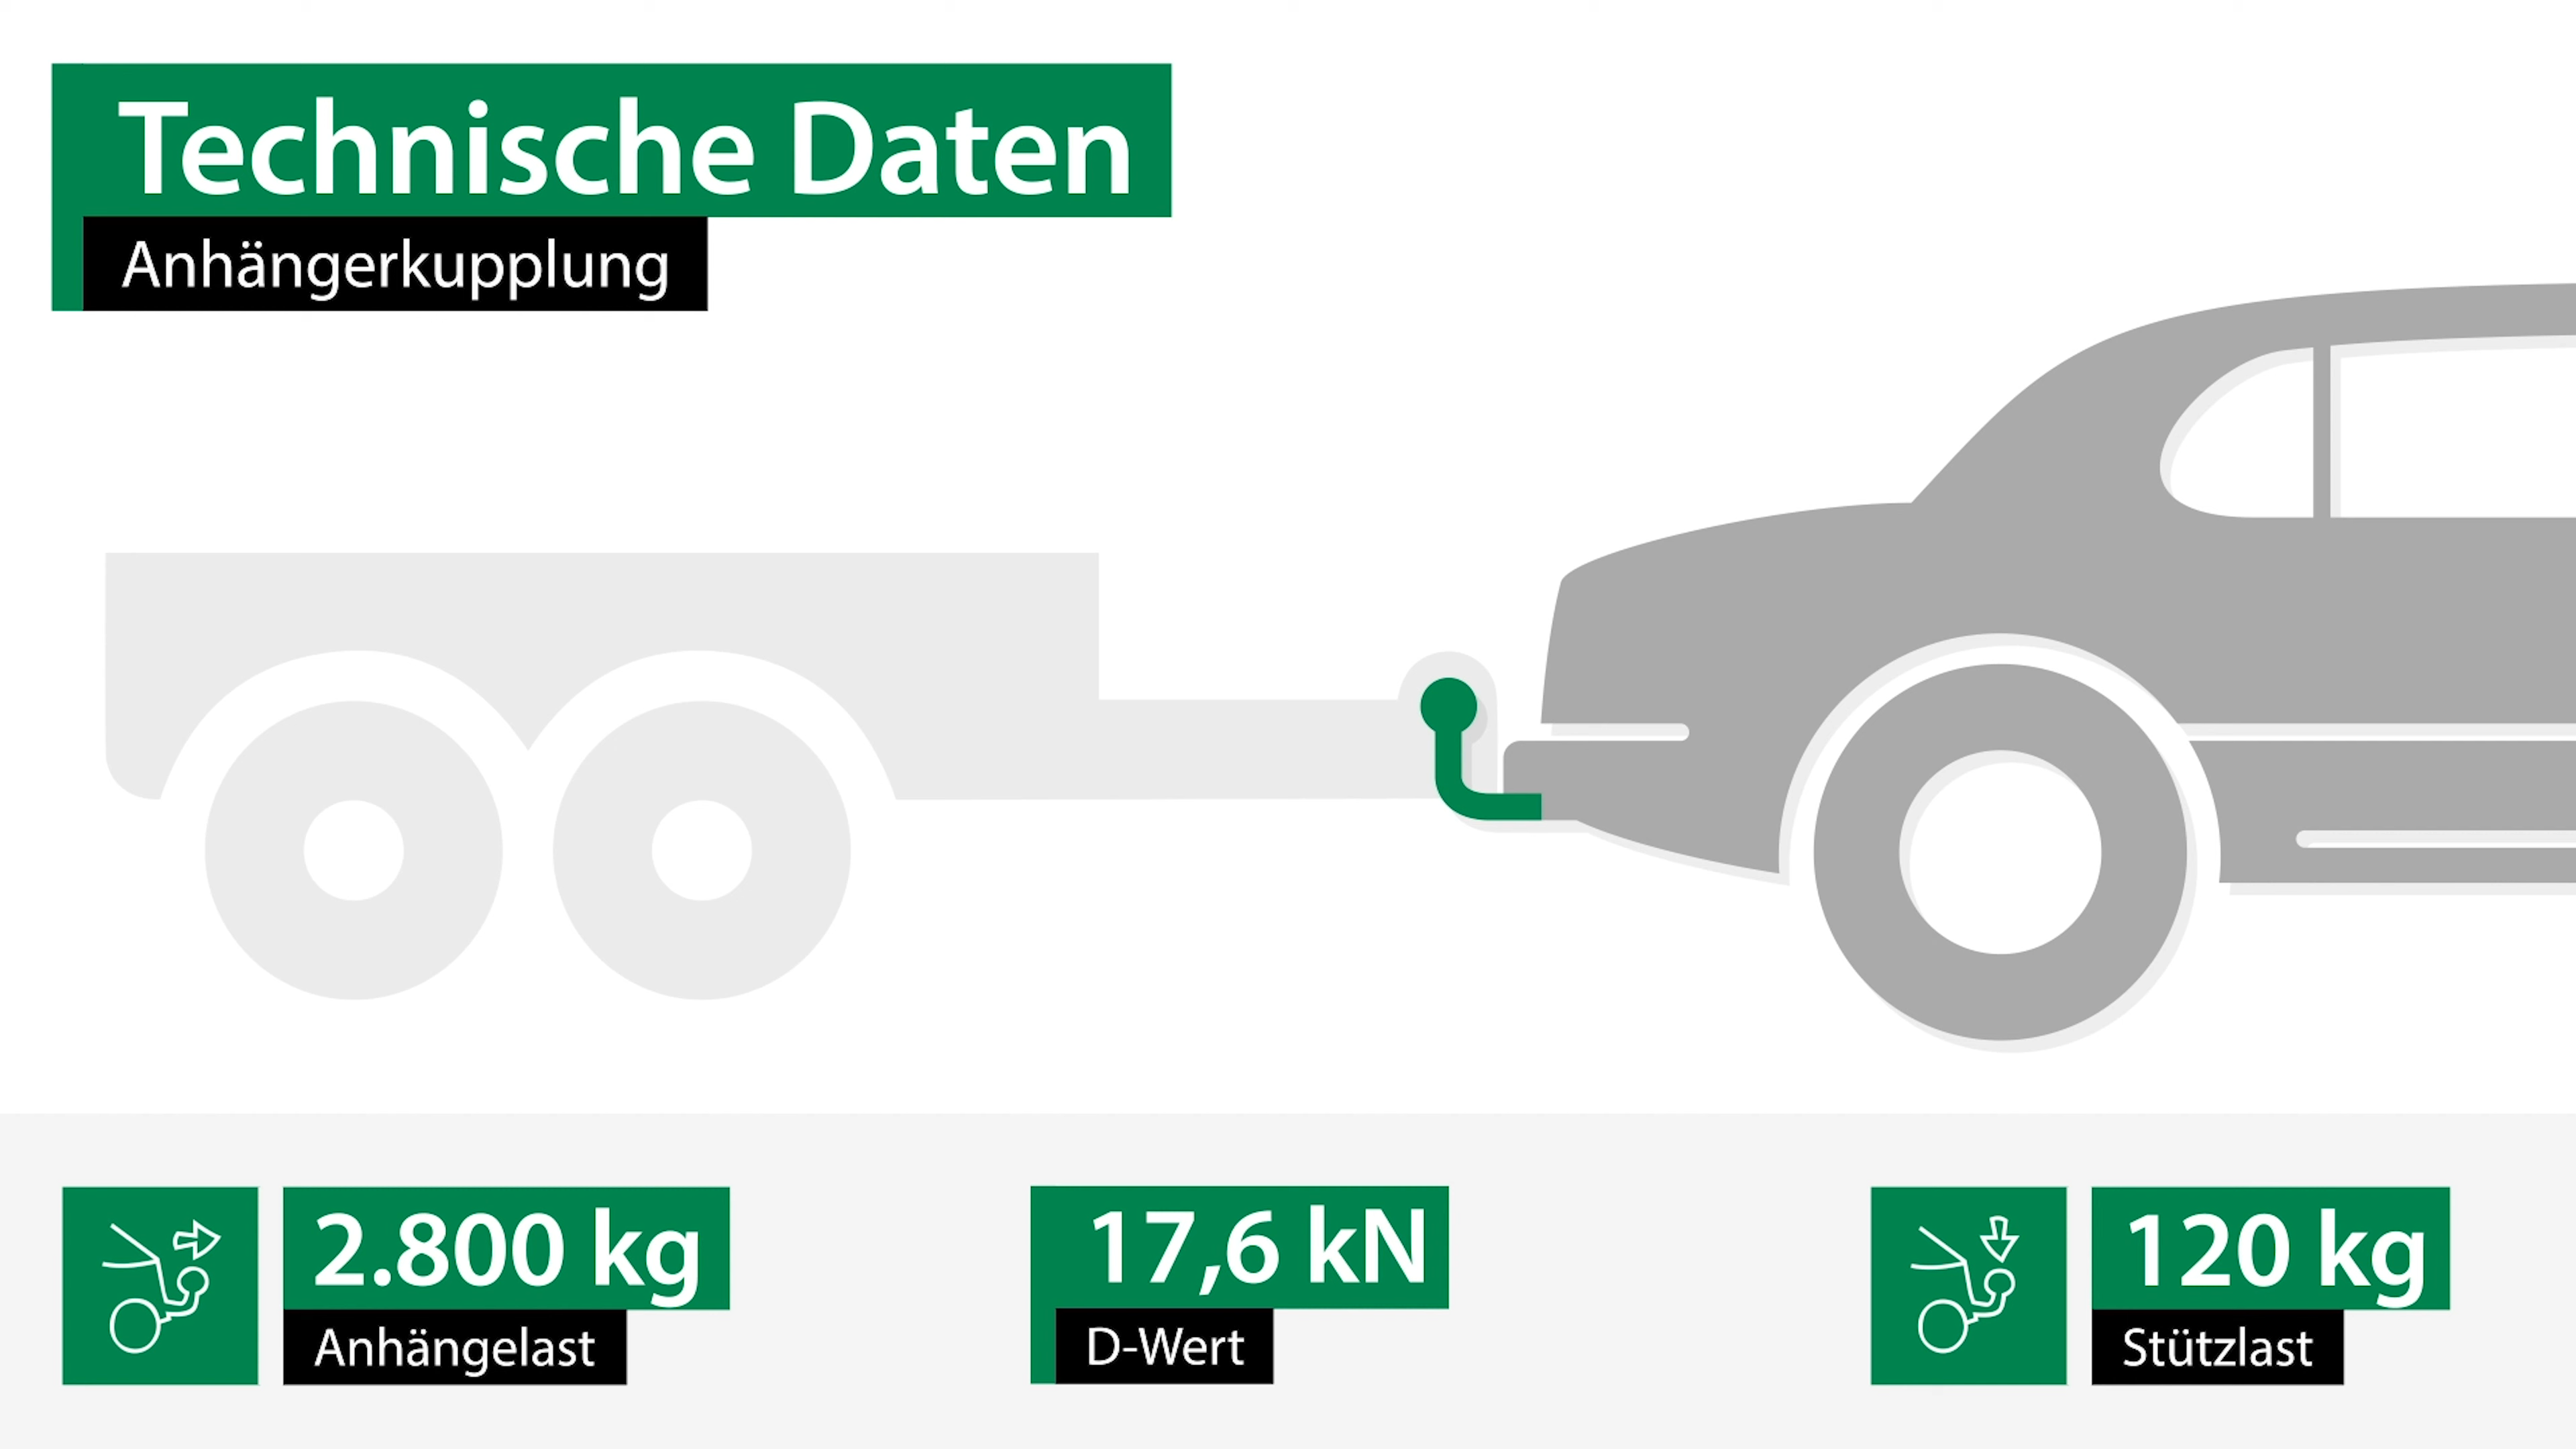 Technische Daten
Anhängerkupplung
2.800 kg
Anhängelast
17,6 kN
D-Wert
120 kg
Stützlast